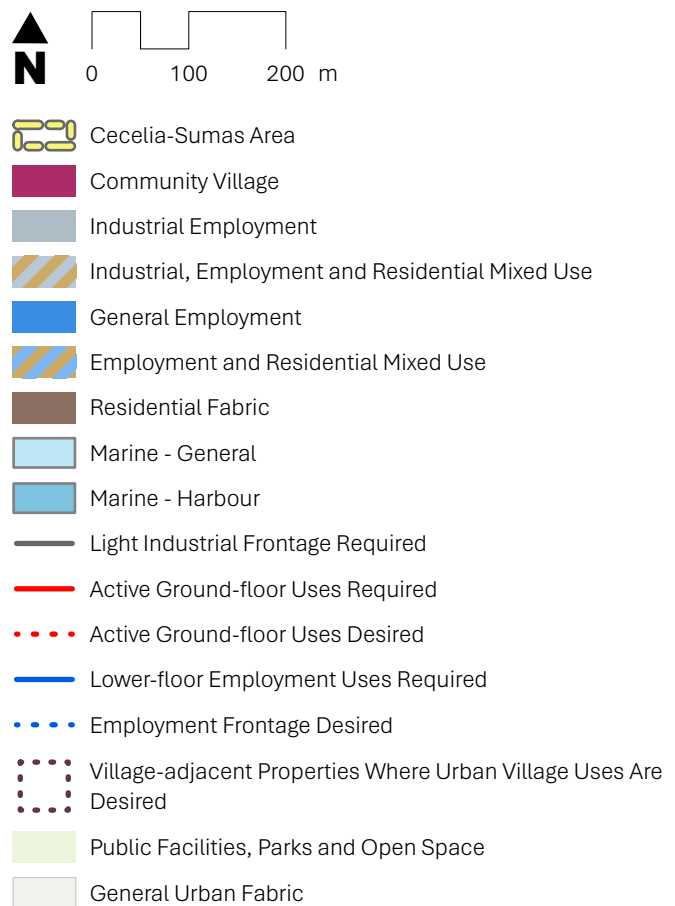 N
0 100 200 m
Cecelia-Sumas Area
Community Village
Industrial Employment
Industrial, Employment and Residential Mixed Use
General Employment
Employment and Residential Mixed Use
Residential Fabric
Marine - General
Marine - Harbour
Light Industrial Frontage Required
Active Ground-floor Uses Required
Active Ground-floor Uses Desired
Lower-floor Employment Uses Required
Employment Frontage Desired
Village-adjacent Properties Where Urban Village Uses Are
Desired
Public Facilities, Parks and Open Space
General Urban Fabric